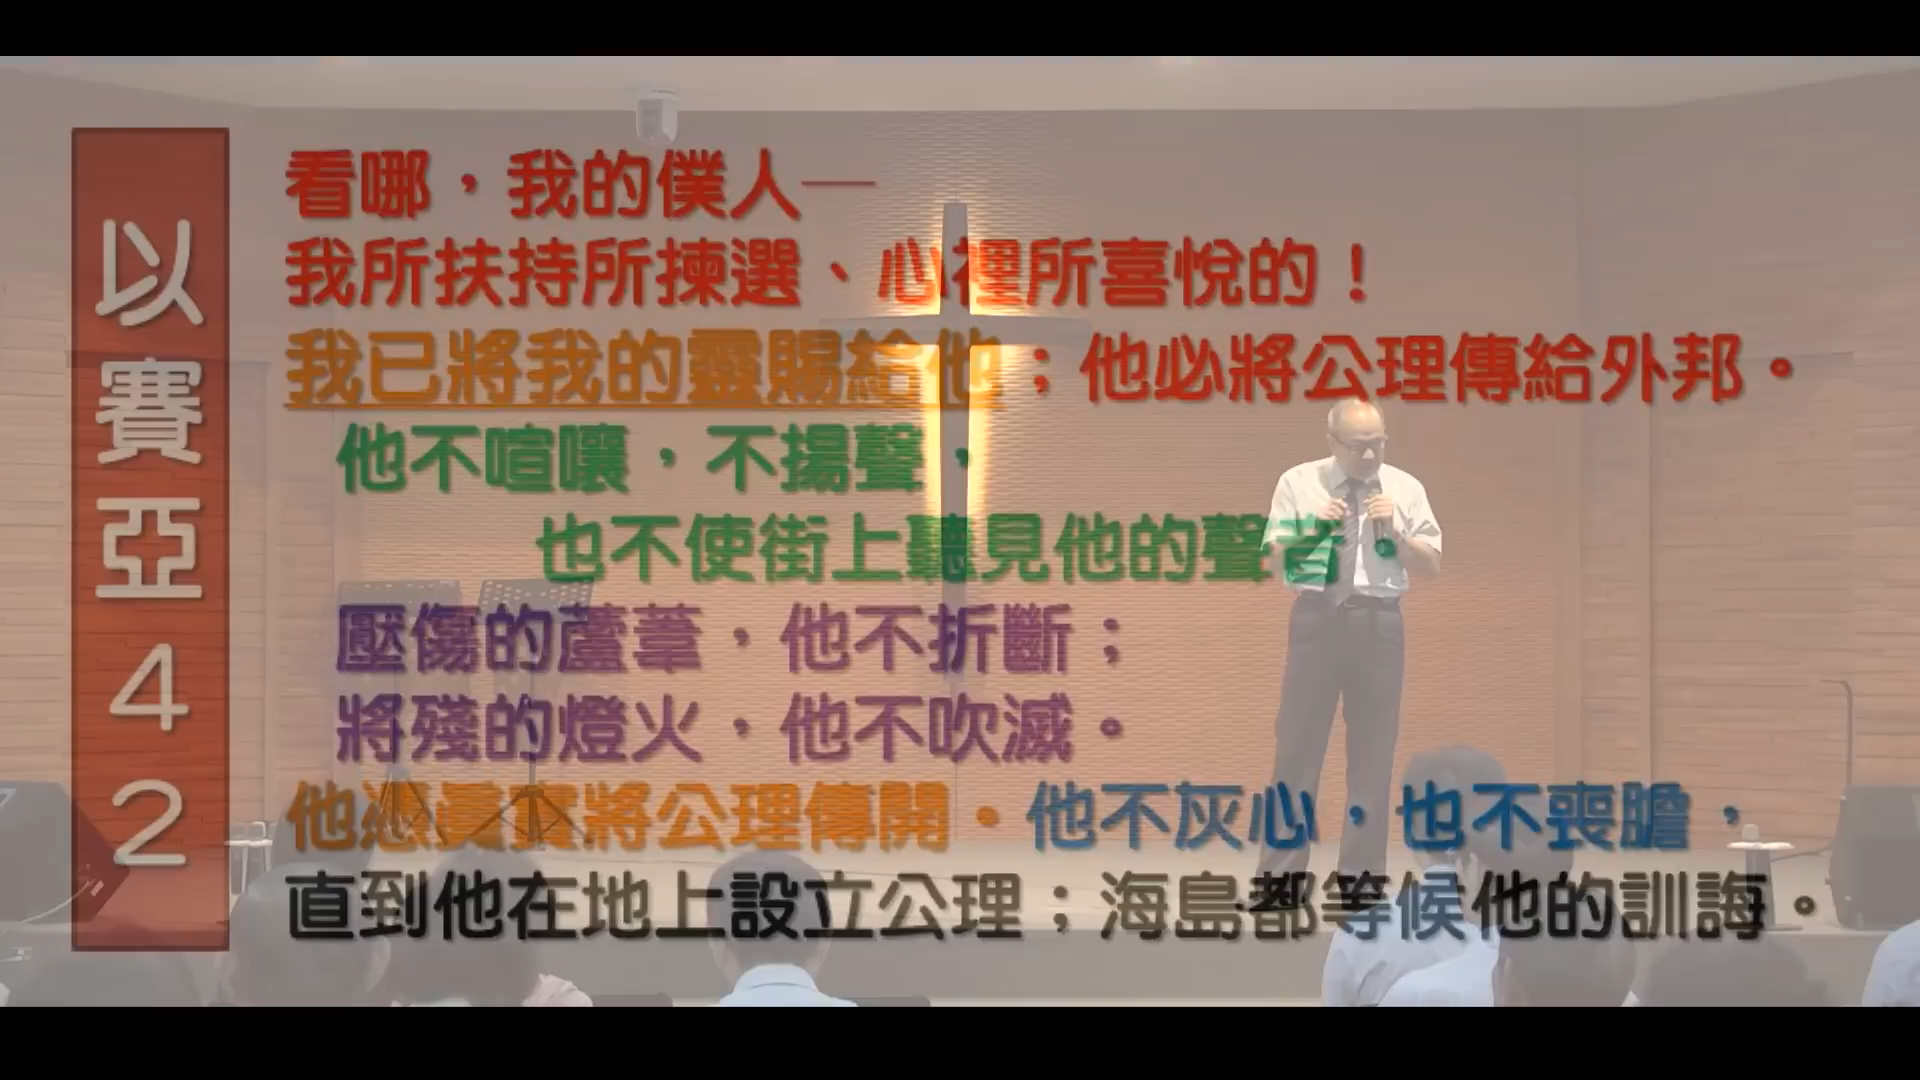 以賽亞42
看哪，我的僕人—
我所扶持所揀選、心裡所喜悅的！
我已將我的靈賜給他；他必將公理傳給外邦。
他不喧嚷，不揚聲，
也不使街上聽見他的聲音。
壓傷的蘆葦，他不折斷；
將殘的燈火，他不吹滅。
他憑真實將公理傳開。他不灰心，也不喪膽，
直到他在地上設立公理；海島都等候他的訓誨。